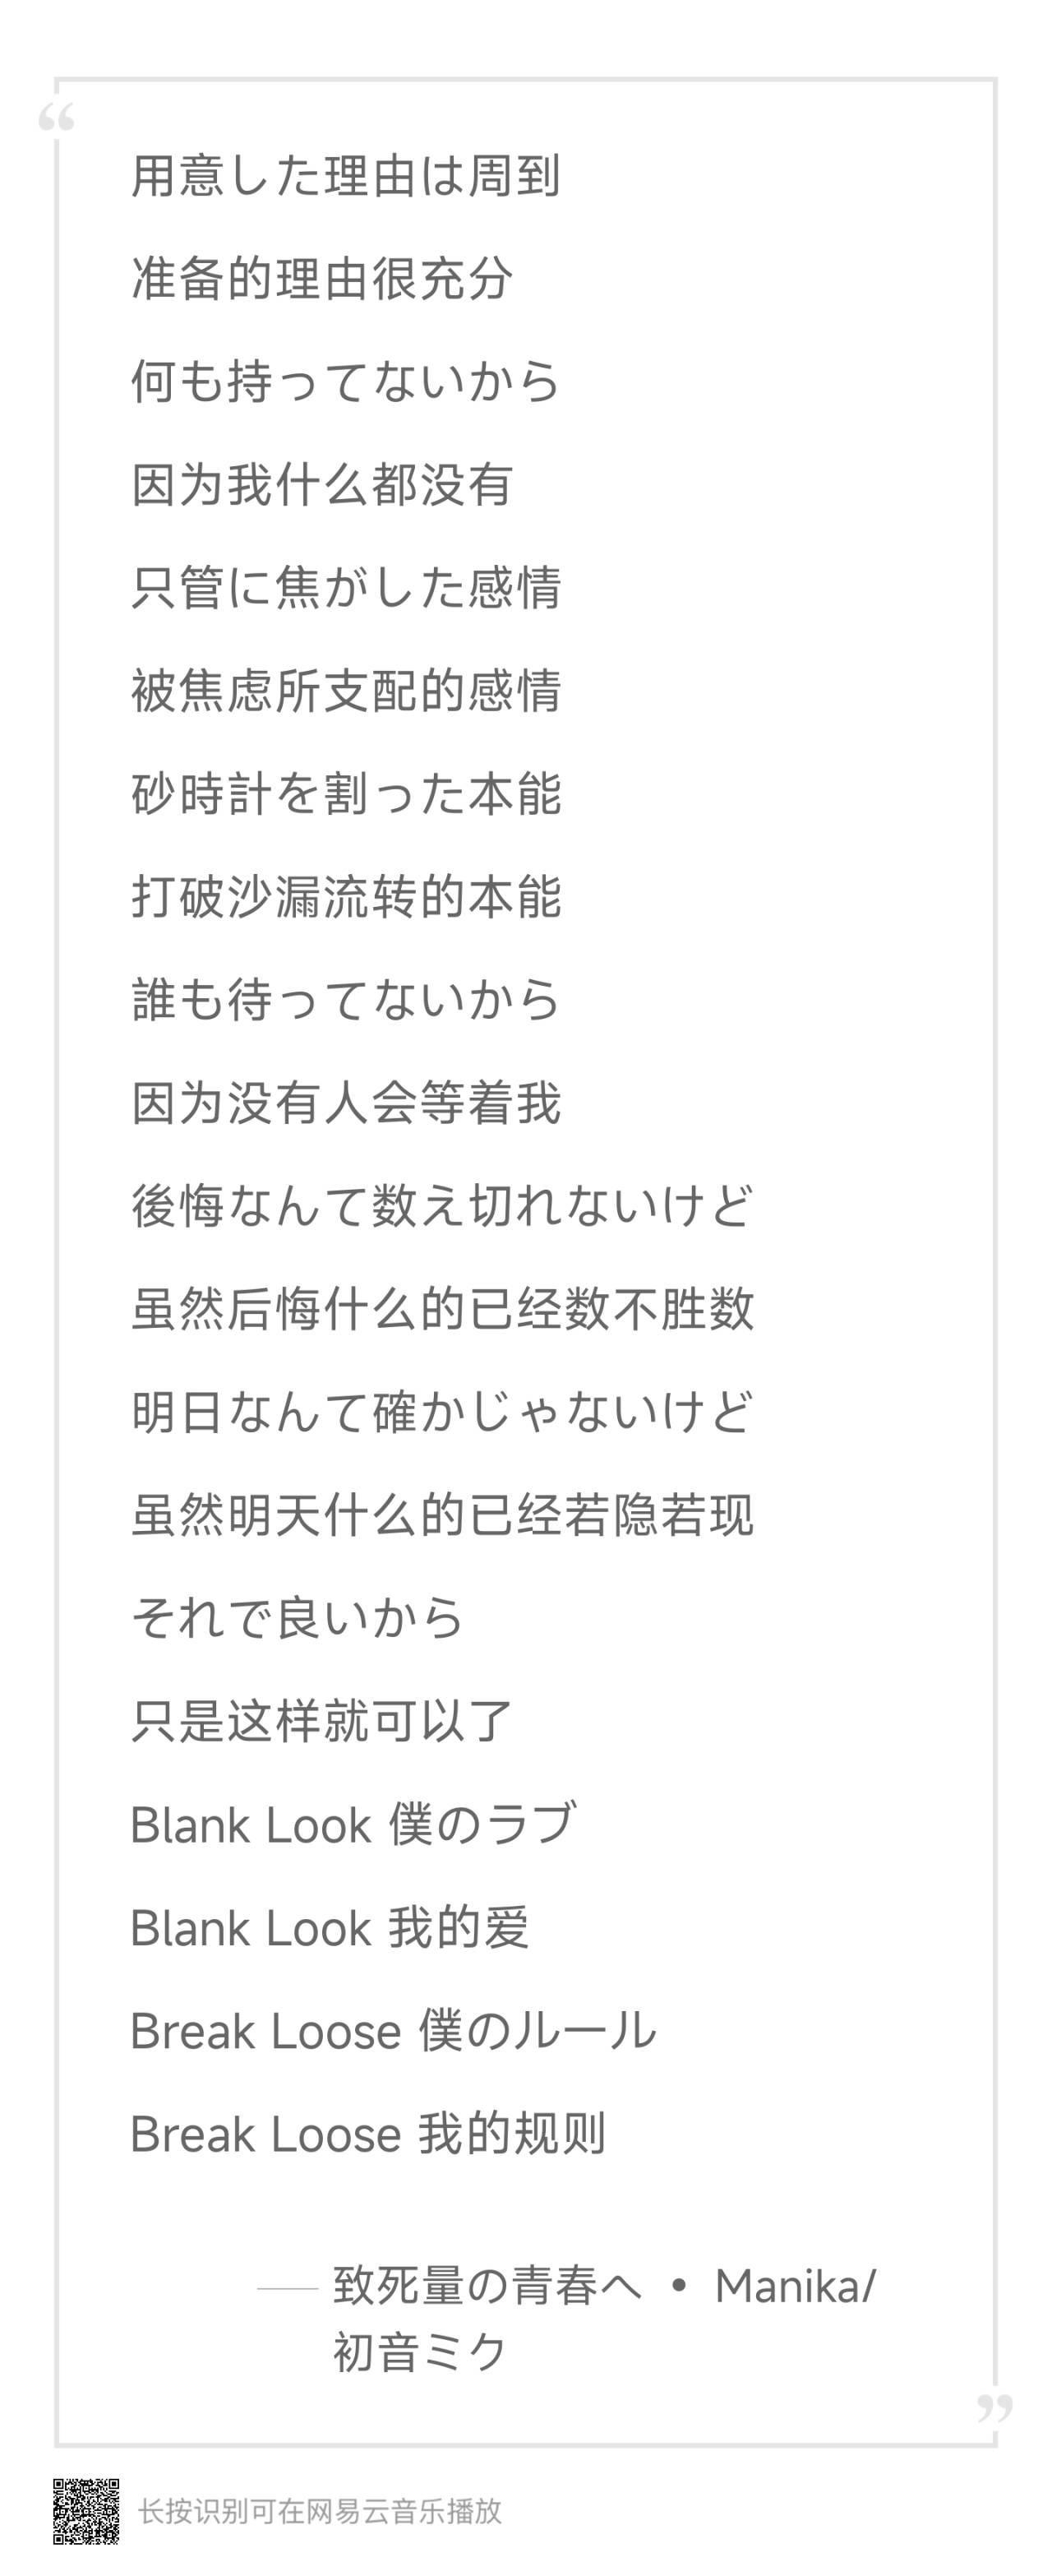 “
用意した理由は周到
准备的理由很充分
何も持ってないから
因为我什么都没有
只管に焦がした感情
被焦虑所支配的感情
砂時計を割った本能
打破沙漏流转的本能
誰も待ってないから
因为没有人会等着我
後悔なんて数え切れないけど
虽然后悔什么的已经数不胜数
明日なんて確かじゃないけど
虽然明天什么的已经若隐若现
それで良いから
只是这样就可以了
Blank Look 僕のラブ
Blank Look 我的爱
Break Loose 僕のルール
Break Loose 我的规则
—— 致死量の青春へ • Manika/
初音ミク
”
长按识别可在网易云音乐播放